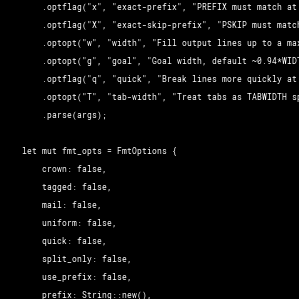 .optflag("x", "exact-prefix", "PREFIX must match at
.optflag("X", "exact-skip-prefix", "PSKIP must match
.optopt("w", "width", "Fill output lines up to a ma
.optopt("g", "goal", "Goal width, default ~0.94*WIDT
.optflag("q", "quick", "Break lines more quickly at
.optopt("T", "tab-width", "Treat tabs as TABWIDTH sp
.parse(args);
let mut fmt_opts = FmtOptions {
crown: false,
tagged: false,
mail: false,
uniform: false,
quick: false,
split_only: false,
use_prefix: false,
prefix: String::new(),